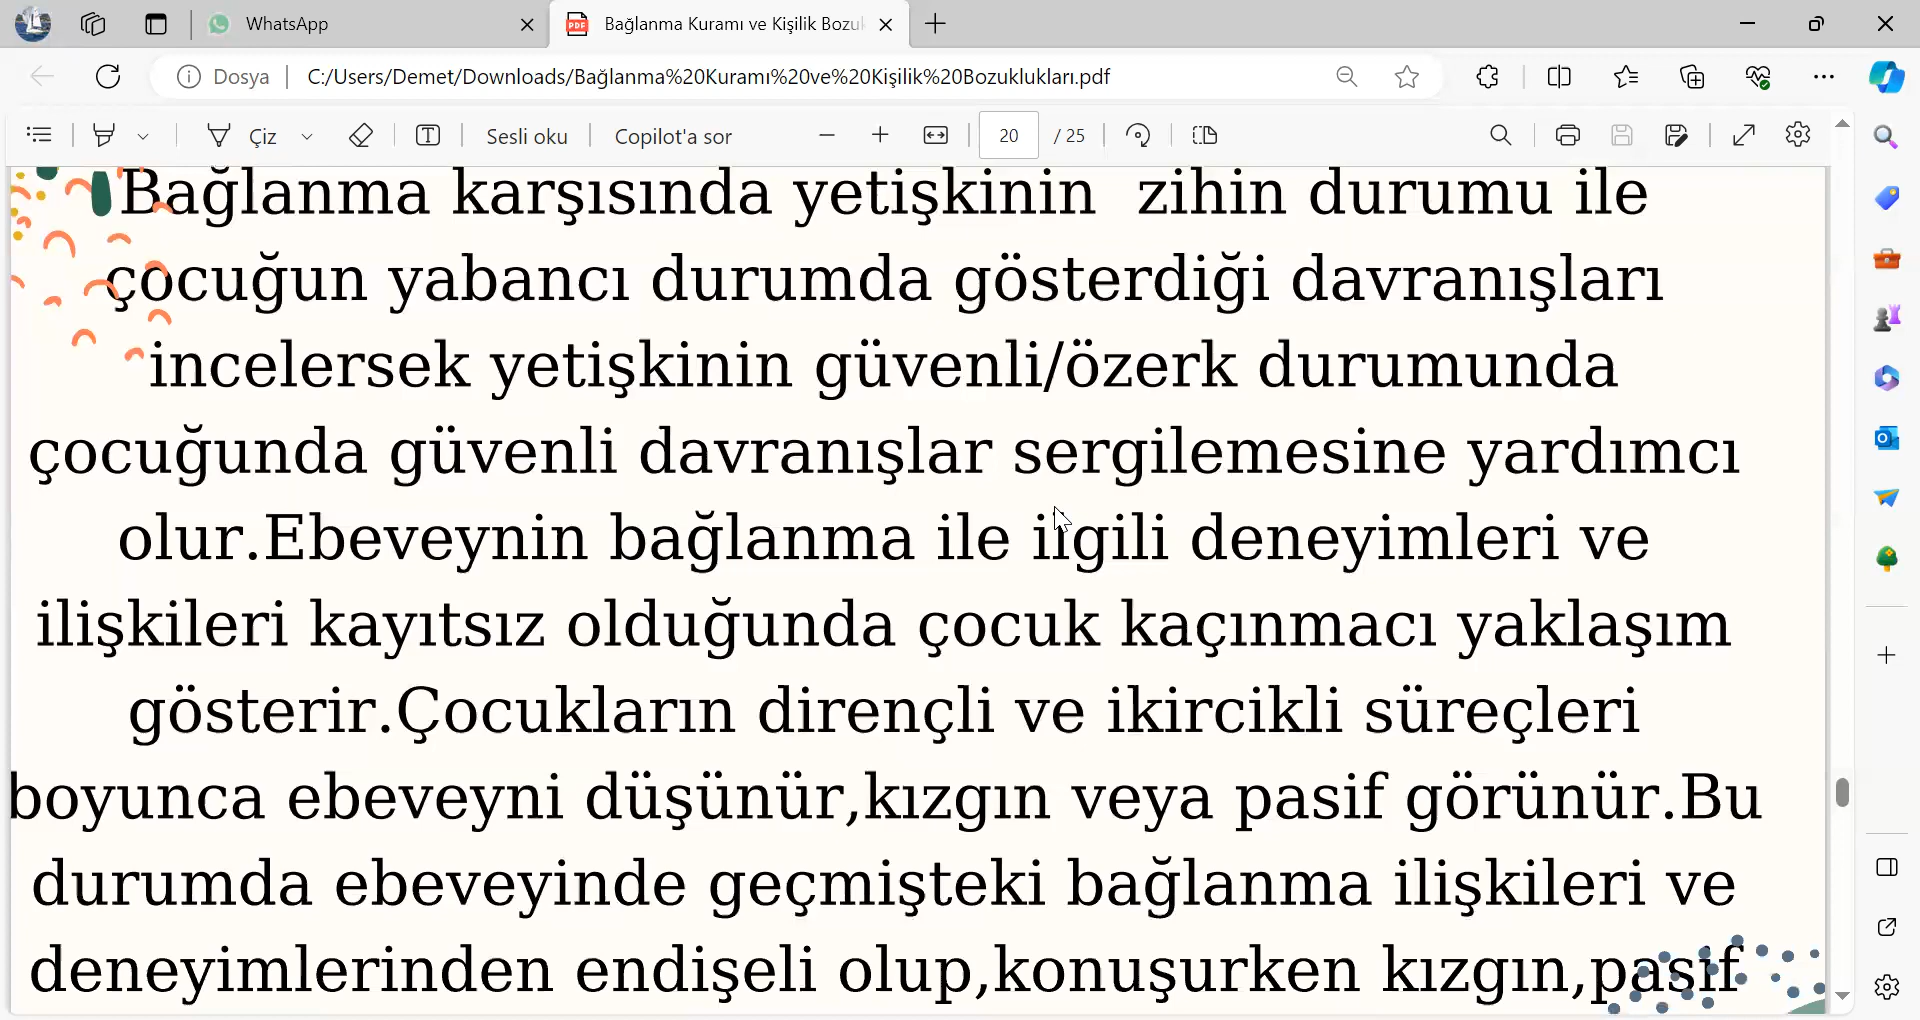 WhatsApp
Bağlanma Kuramı ve Kişilik Bozuk
Dosya
C:/Users/Demet/Downloads/Bağlanma%20Kuramı%20ve%20Kişilik%20Bozuklukları.pdf
Çiz
Sesli oku
Copilot'a sor
20 / 25
Bağlanma karşısında yetişkinin zihin durumu ile
çocuğun yabancı durumda gösterdiği davranışları
incelersek yetişkinin güvenli/özerk durumunda
çocuğunda güvenli davranışlar sergilemesine yardımcı
olur.Ebeveynin bağlanma ile ilgili deneyimleri ve
ilişkileri kayıtsız olduğunda çocuk kaçınmacı yaklaşım
gösterir.Çocukların dirençli ve ikircikli süreçleri
boyunca ebeveyni düşünür,kızgın veya pasif görünür.Bu
durumda ebeveyinde geçmişteki bağlanma ilişkileri ve
deneyimlerinden endişeli olup,konuşurken kızgın,pasif